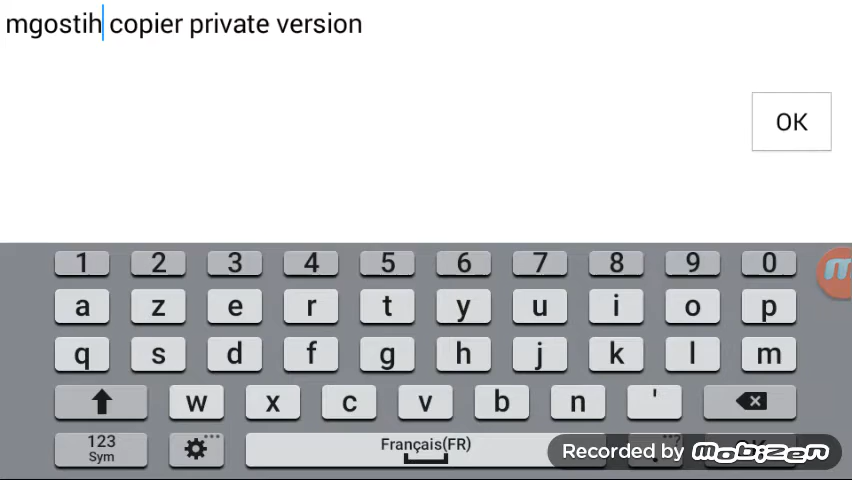 mgostih copier private version
OK
1 2 3 4 5 6 7 8 9 0
a z e r t y u i o p
q s d f g h j k l m
w x c v b n '
123
Sym
Français(FR)
Recorded by mobizen